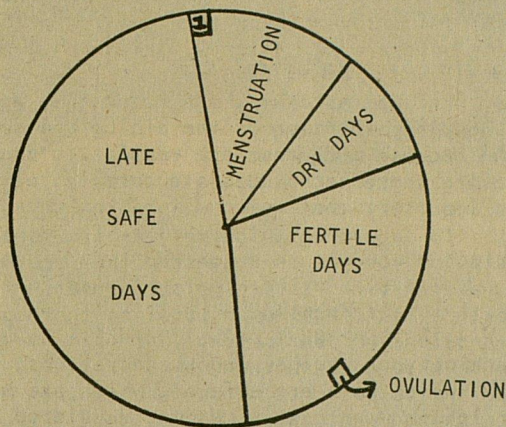 1
MENSTRUATION
DRY DAYS
LATE
SAFE
DAYS
FERTILE
DAYS
OVULATION